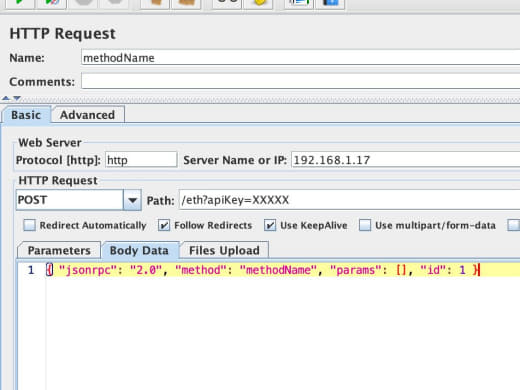 HTTP Request
Name: methodName
Comments:
Basic Advanced
Web Server
Protocol [http]: http Server Name or IP: 192.168.1.17
HTTP Request
POST Path: /eth?apiKey=XXXXX
Redirect Automatically Follow Redirects Use KeepAlive Use multipart/form-data
Parameters Body Data Files Upload
1 { "jsonrpc": "2.0", "method": "methodName", "params": [], "id": 1 }